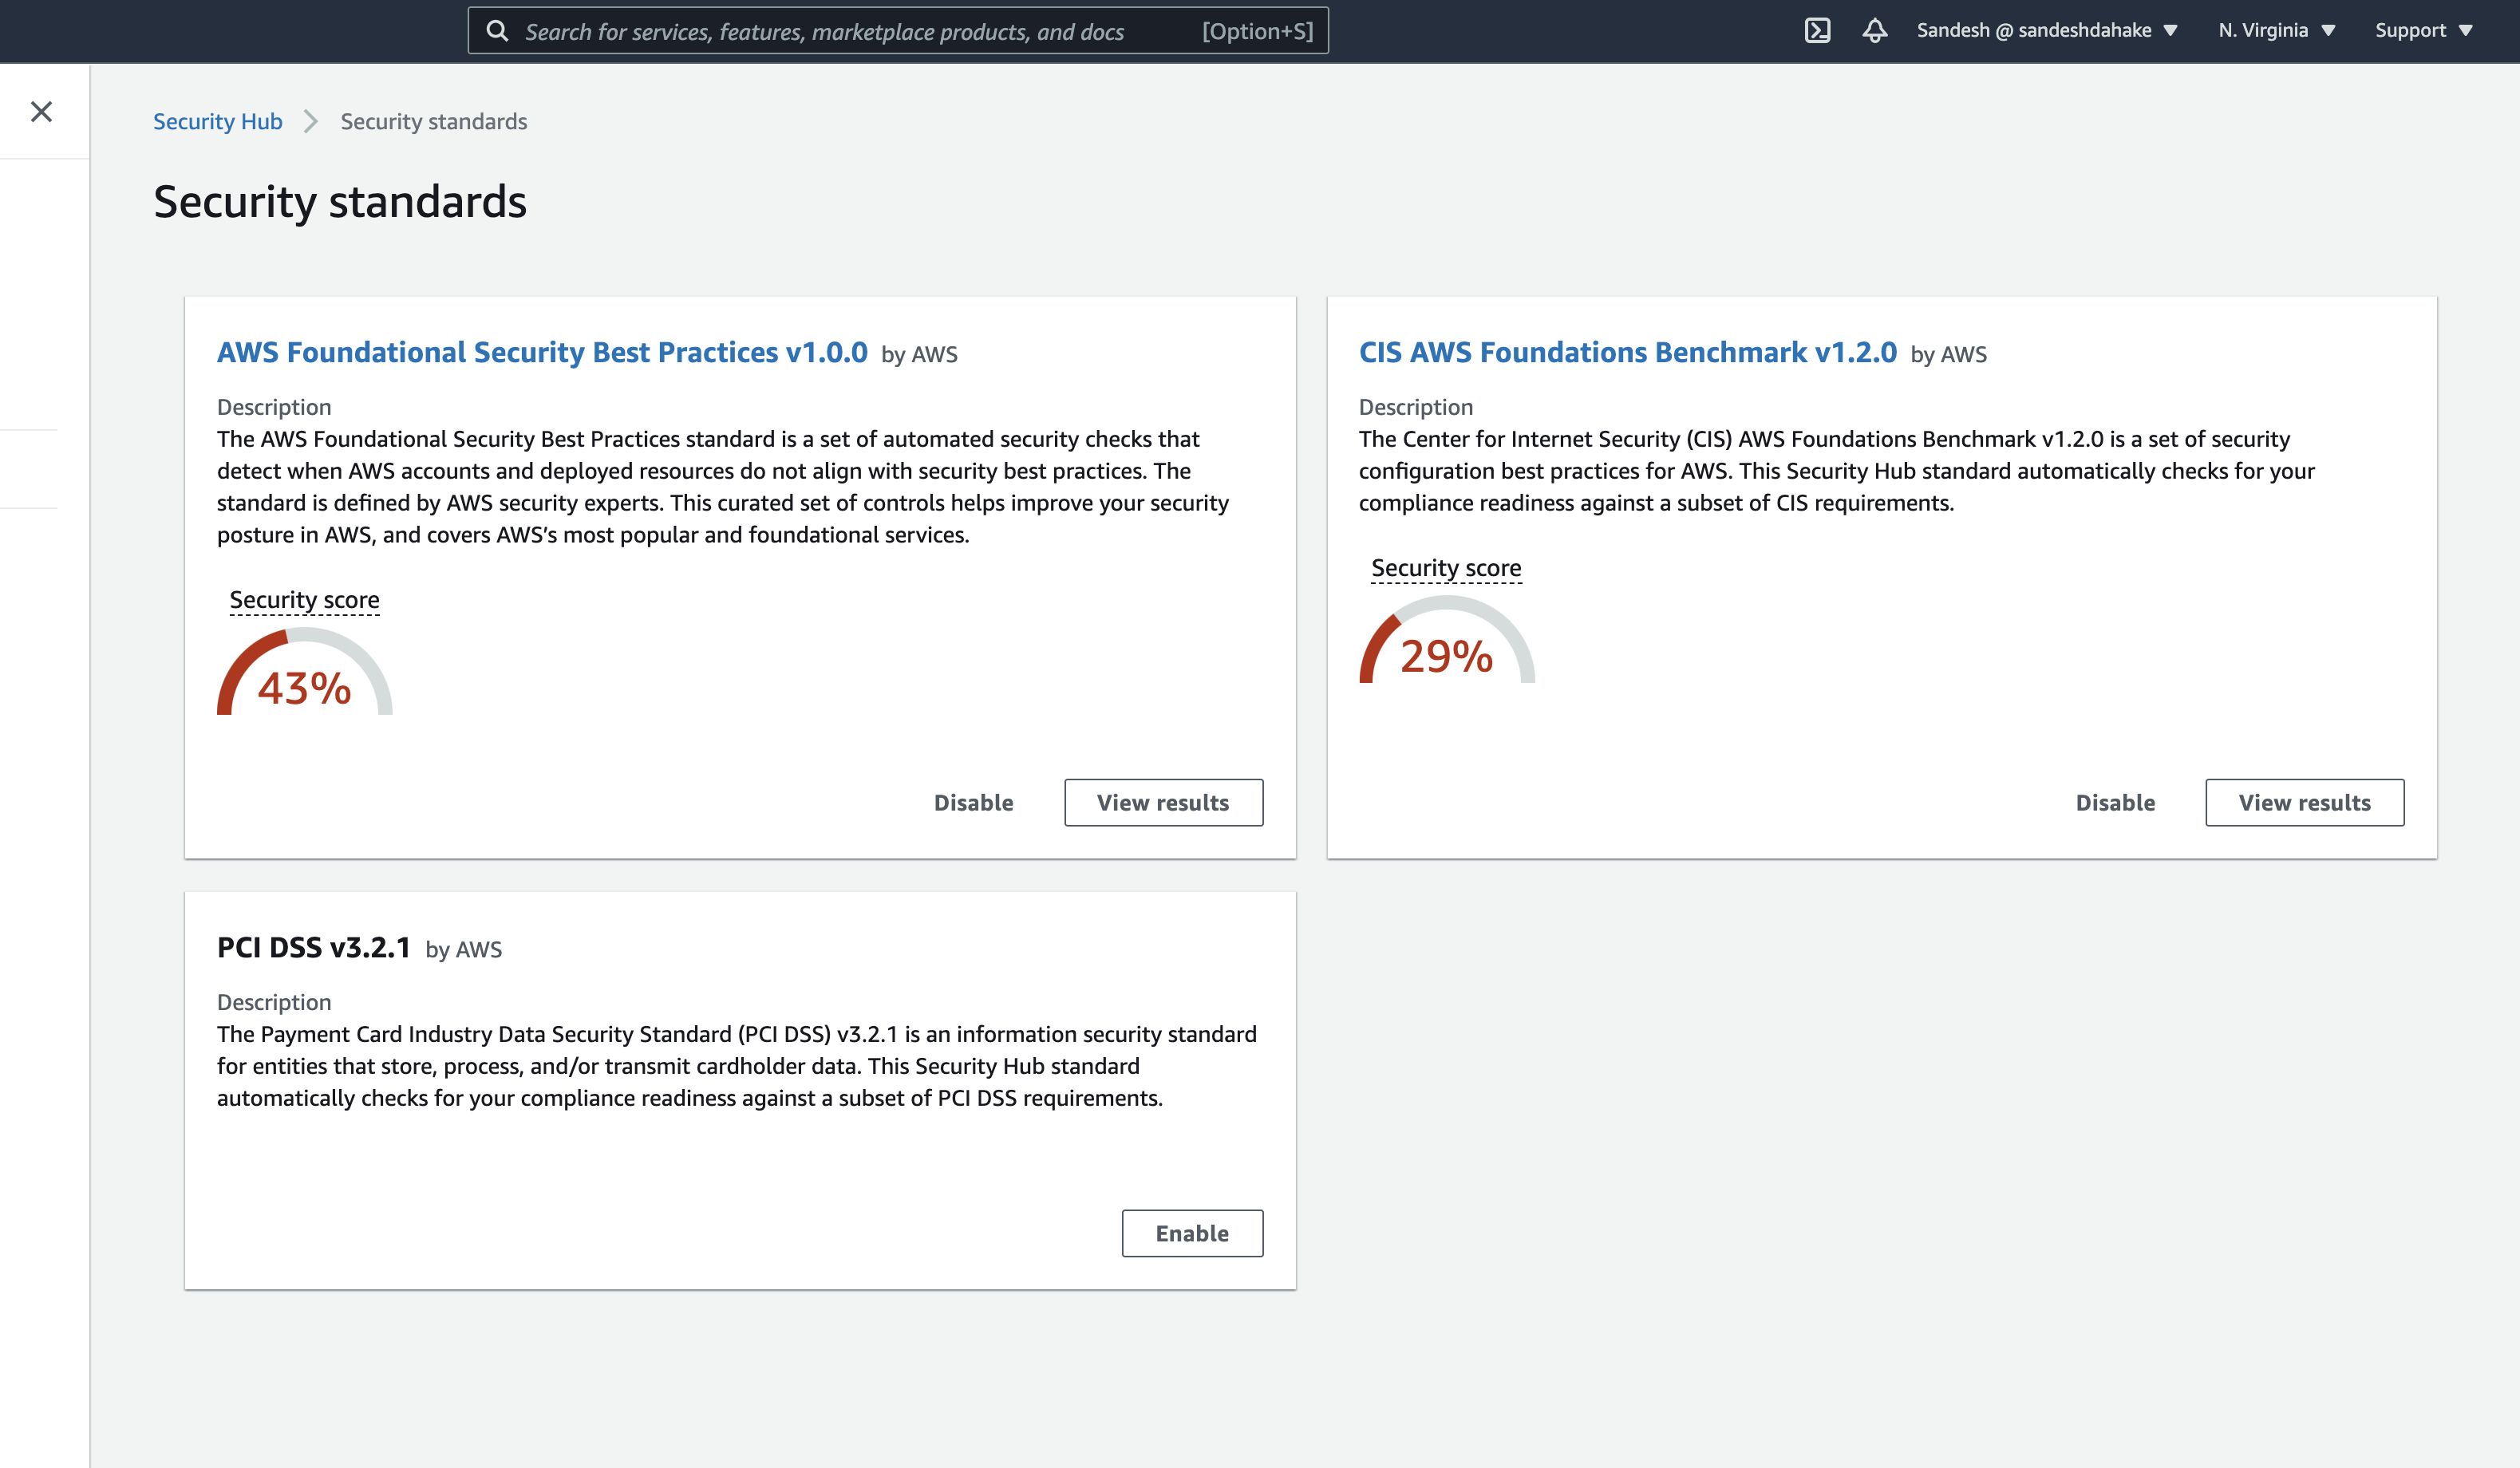 Search for services, features, marketplace products, and docs [Option+S]
Sandesh @ sandeshdahake N. Virginia Support
Security Hub Security standards
Security standards
AWS Foundational Security Best Practices v1.0.0 by AWS
Description
The AWS Foundational Security Best Practices standard is a set of automated security checks that
detect when AWS accounts and deployed resources do not align with security best practices. The
standard is defined by AWS security experts. This curated set of controls helps improve your security
posture in AWS, and covers AWS’s most popular and foundational services.
Security score
43%
Disable View results
CIS AWS Foundations Benchmark v1.2.0 by AWS
Description
The Center for Internet Security (CIS) AWS Foundations Benchmark v1.2.0 is a set of security
configuration best practices for AWS. This Security Hub standard automatically checks for your
compliance readiness against a subset of CIS requirements.
Security score
29%
Disable View results
PCI DSS v3.2.1 by AWS
Description
The Payment Card Industry Data Security Standard (PCI DSS) v3.2.1 is an information security standard
for entities that store, process, and/or transmit cardholder data. This Security Hub standard
automatically checks for your compliance readiness against a subset of PCI DSS requirements.
Enable